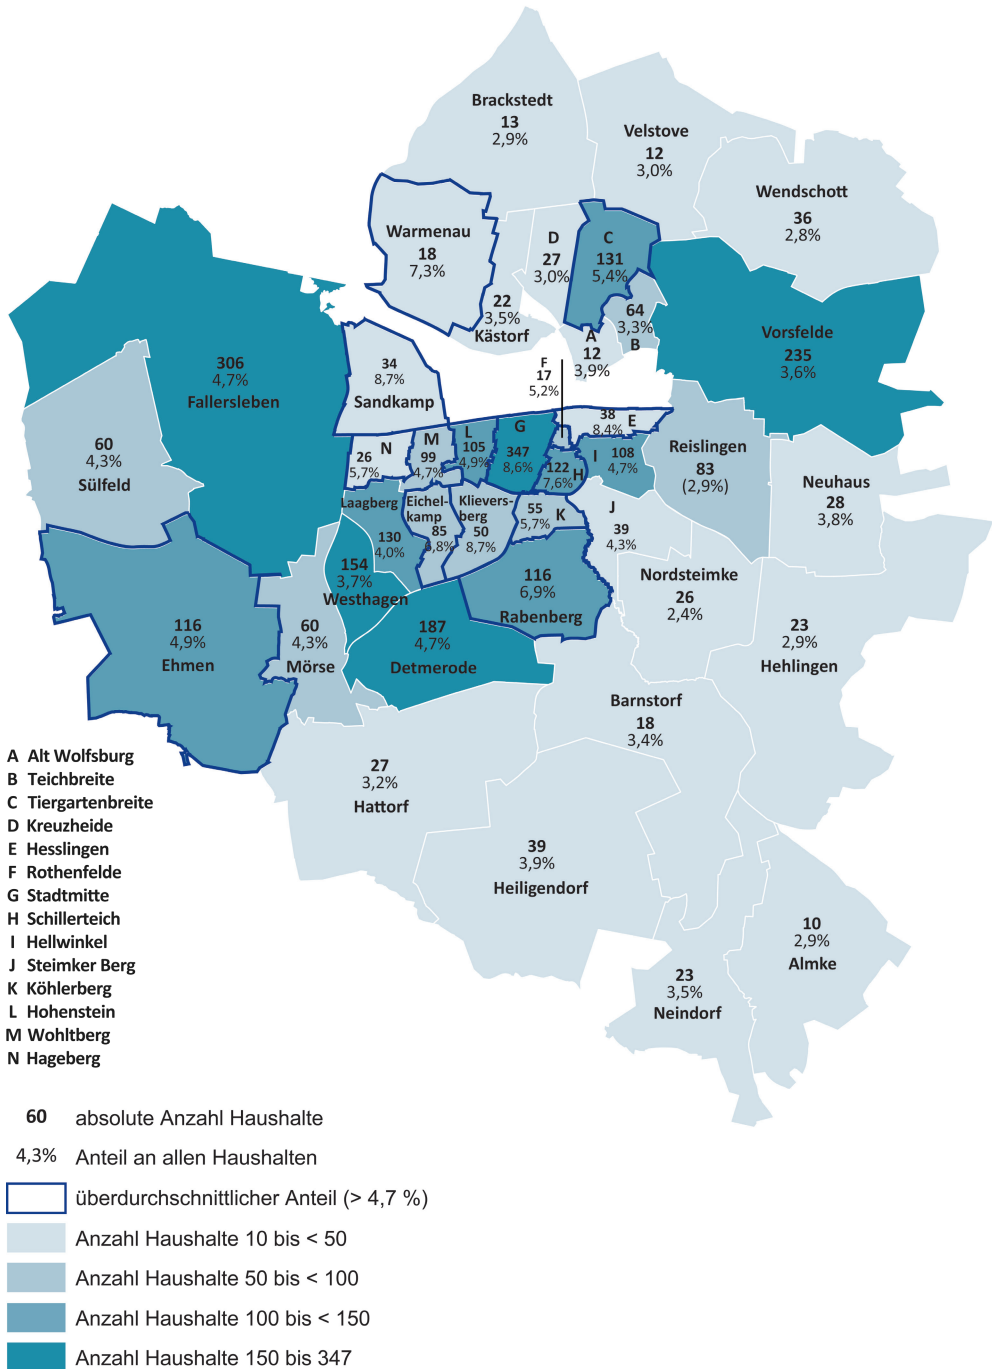 Brackstedt
13
2,9%
Velstove
12
3,0%
Wendschott
36
2,8%
Warmenau
18
7,3%
D
27
3,0%
C
131
5,4%
22
3,5%
Kästorf
64
3,3%
B
A
12
3,9%
Vorsfelde
235
3,6%
306
4,7%
Fallersleben
34
8,7%
Sandkamp
F
17
5,2%
60
4,3%
Sülfeld
N
26
5,7%
M
99
4,7%
L
105
4,9%
G
347
8,6%
38 E
8,4%
122
7,6% H
I 108
4,7%
Reislingen
83
(2,9%)
Neuhaus
28
3,8%
Laagberg
130
4,0%
Eichel-
kamp
85
6,8%
Klievers-
berg
50
8,7%
55 K
5,7%
J
39
4,3%
154
3,7%
Westhagen
116
6,9%
Rabenberg
Nordsteimke
26
2,4%
116
4,9%
Ehmen
60
4,3%
Mörse
187
4,7%
Detmerode
23
2,9%
Hehlingen
Barnstorf
18
3,4%
27
3,2%
Hattorf
39
3,9%
Heiligendorf
10
2,9%
Almke
23
3,5%
Neindorf
A Alt Wolfsburg
B Teichbreite
C Tiergartenbreite
D Kreuzheide
E Hesslingen
F Rothenfelde
G Stadtmitte
H Schillerteich
I Hellwinkel
J Steimker Berg
K Köhlerberg
L Hohenstein
M Wohltberg
N Hageberg
60 absolute Anzahl Haushalte
4,3% Anteil an allen Haushalten
überdurchschnittlicher Anteil (> 4,7 %)
Anzahl Haushalte 10 bis < 50
Anzahl Haushalte 50 bis < 100
Anzahl Haushalte 100 bis < 150
Anzahl Haushalte 150 bis 347